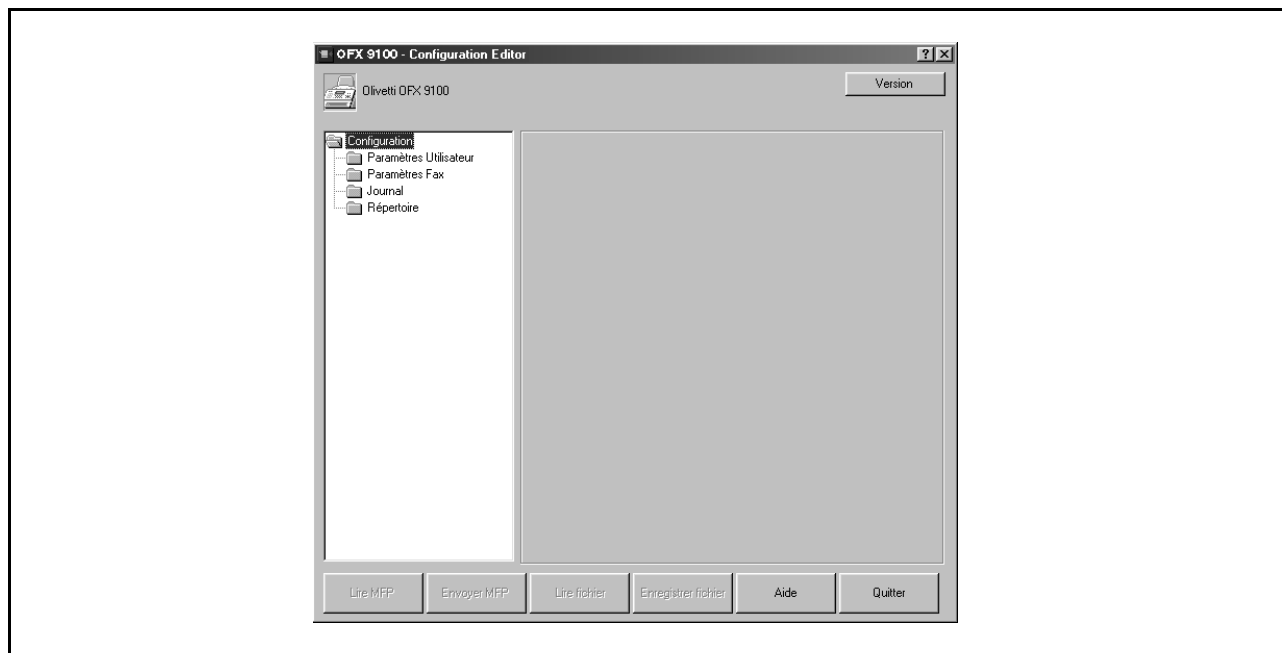 OFX 9100 - Configuration Editor
Olivetti OFX 9100
Version
Configuration
Paramètres Utilisateur
Paramètres Fax
Journal
Répertoire
Lire MFP
Envoyer MFP
Lire fichier
Enregistrer fichier
Aide
Quitter